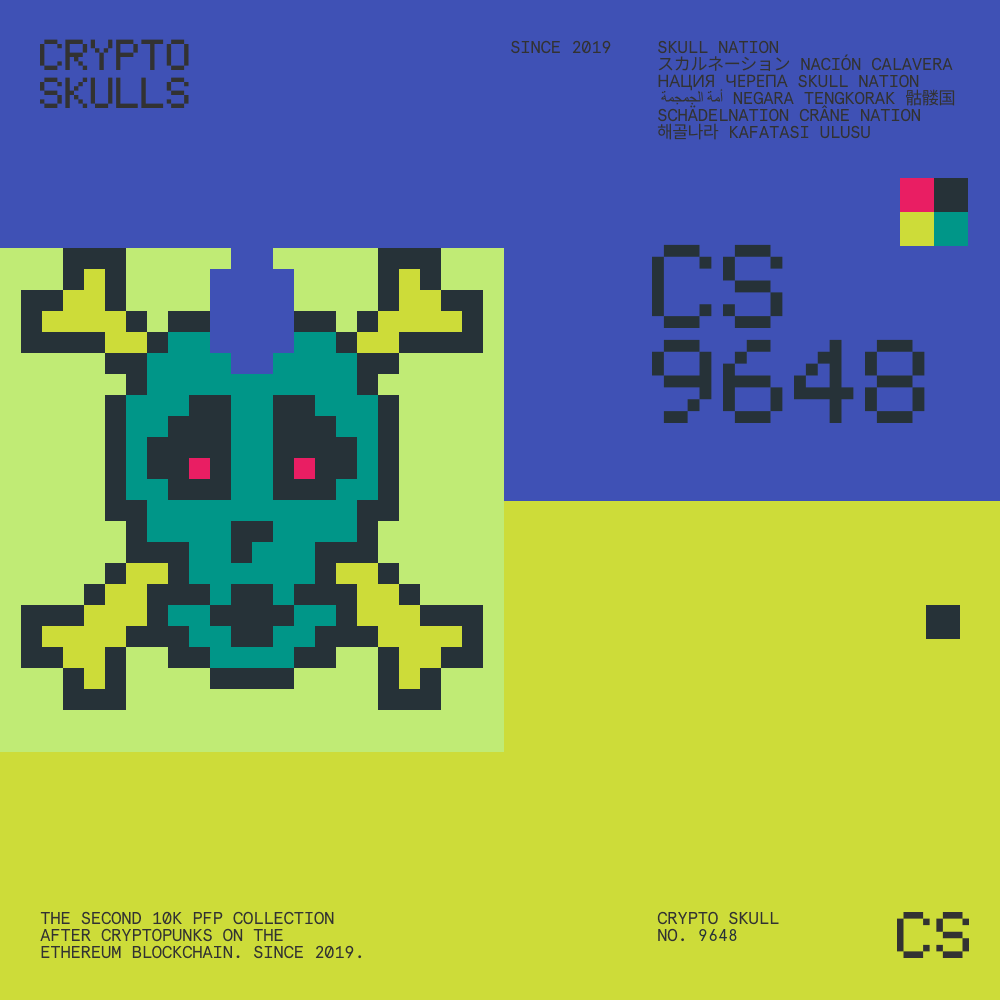 CRYPTO
SKULLS
SINCE 2019
SKULL NATION
スカルネーション NACIÓN CALAVERA
НАЦИЯ ЧЕРЕПА SKULL NATION
أمة الجمجمة NEGARA TENGKORAK 骷髅国
SCHÄDELNATION CRÂNE NATION
해골나라 KAFATASI ULUSU
CS
9648
THE SECOND 10K PFP COLLECTION
AFTER CRYPTOPUNKS ON THE
ETHEREUM BLOCKCHAIN. SINCE 2019.
CRYPTO SKULL
NO. 9648
CS